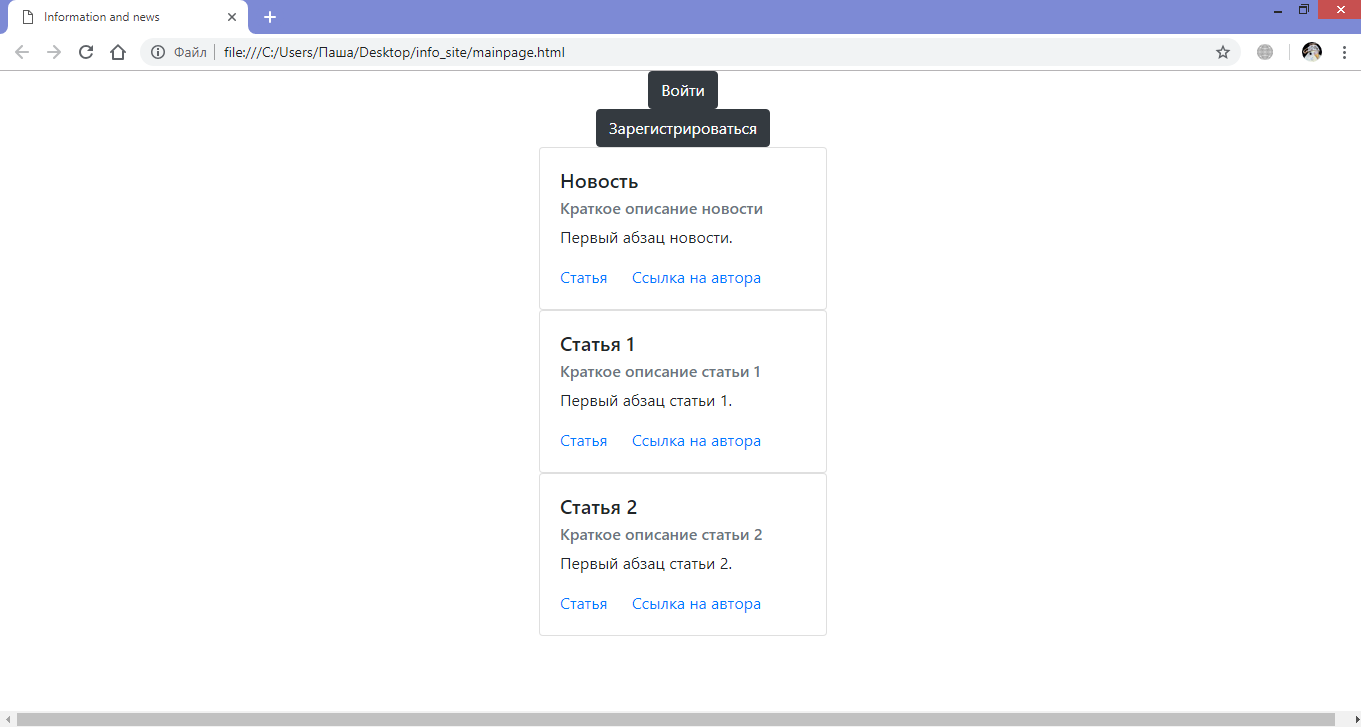 Information and news
Файл file:///C:/Users/Паша/Desktop/info_site/mainpage.html
Войти
Зарегистрироваться
Новость
Краткое описание новости
Первый абзац новости.
Статья Ссылка на автора
Статья 1
Краткое описание статьи 1
Первый абзац статьи 1.
Статья Ссылка на автора
Статья 2
Краткое описание статьи 2
Первый абзац статьи 2.
Статья Ссылка на автора